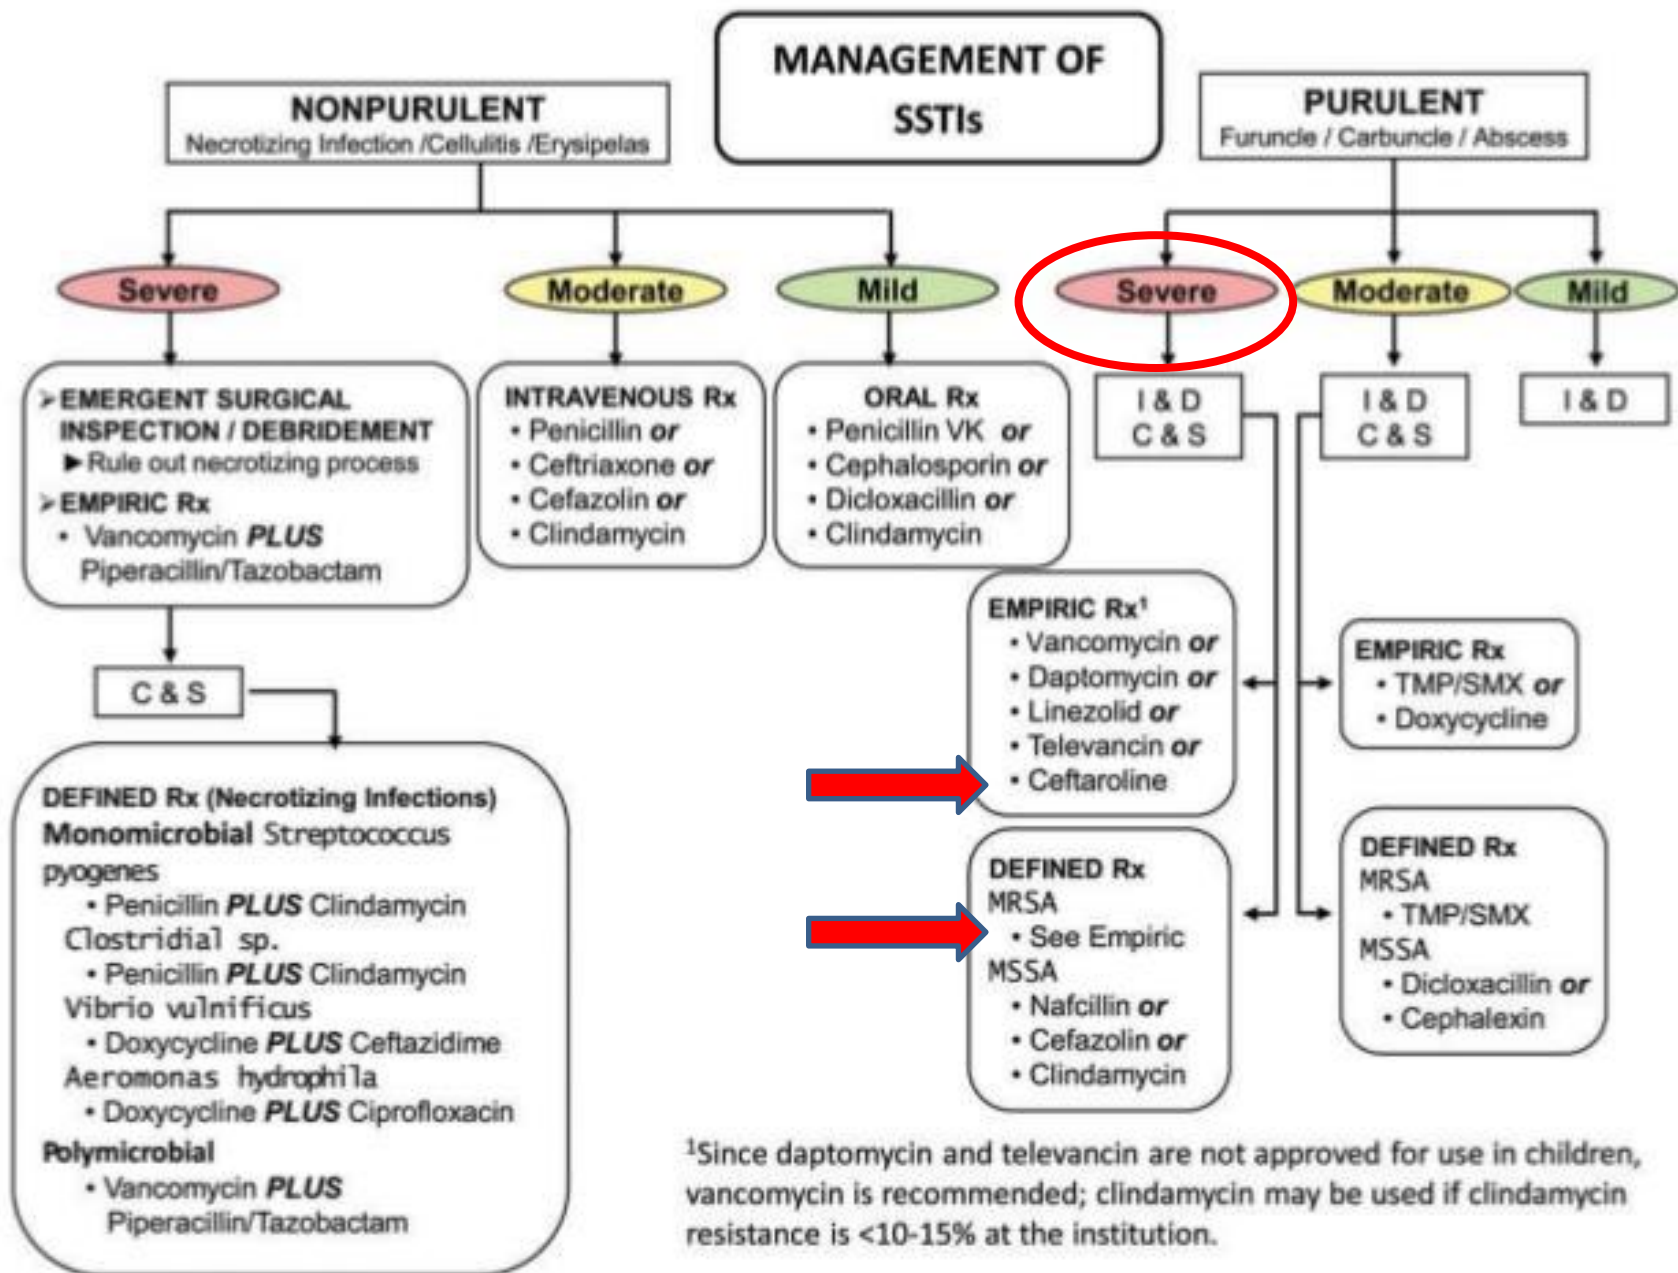 MANAGEMENT OF
SSTIs
NONPURULENT
Necrotizing Infection /Cellulitis /Erysipelas
Severe
Moderate
Mild
➢EMERGENT SURGICAL
INSPECTION / DEBRIDEMENT
►Rule out necrotizing process
➢EMPIRIC Rx
• Vancomycin PLUS
Piperacillin/Tazobactam
C & S
DEFINED Rx (Necrotizing Infections)
Monomicrobial Streptococcus
pyogenes
• Penicillin PLUS Clindamycin
Clostridial sp.
• Penicillin PLUS Clindamycin
Vibrio vulnificus
• Doxycycline PLUS Ceftazidime
Aeromonas hydrophila
• Doxycycline PLUS Ciprofloxacin
Polymicrobial
• Vancomycin PLUS
Piperacillin/Tazobactam
INTRAVENOUS Rx
• Penicillin or
• Ceftriaxone or
• Cefazolin or
• Clindamycin
ORAL Rx
• Penicillin VK or
• Cephalosporin or
• Dicloxacillin or
• Clindamycin
PURULENT
Furuncle / Carbuncle / Abscess
Severe
Moderate
Mild
I & D
C & S
I & D
C & S
I & D
EMPIRIC Rx¹
• Vancomycin or
• Daptomycin or
• Linezolid or
• Televancin or
• Ceftaroline
DEFINED Rx
MRSA
• See Empiric
MSSA
• Nafcillin or
• Cefazolin or
• Clindamycin
EMPIRIC Rx
• TMP/SMX or
• Doxycycline
DEFINED Rx
MRSA
• TMP/SMX
MSSA
• Dicloxacillin or
• Cephalexin
¹Since daptomycin and televancin are not approved for use in children,
vancomycin is recommended; clindamycin may be used if clindamycin
resistance is <10-15% at the institution.